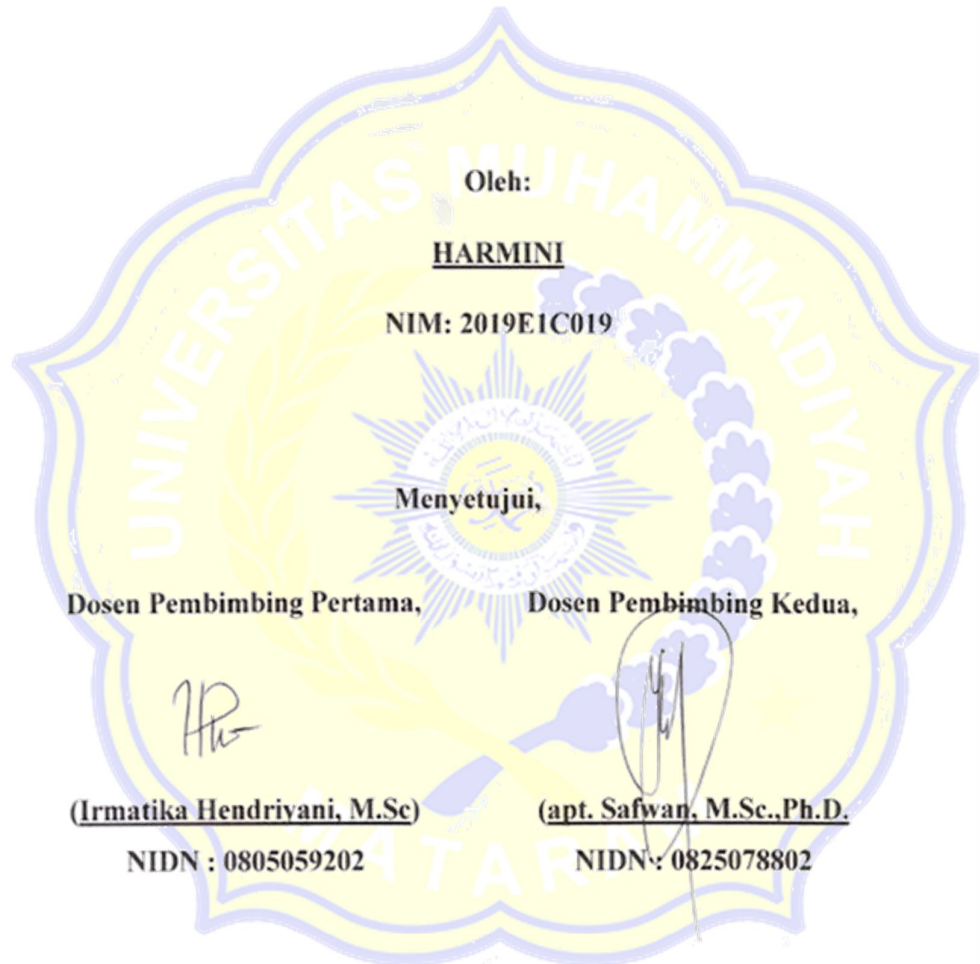 Oleh:
HARMINI
NIM: 2019E1C019
Menyetujui,
Dosen Pembimbing Pertama, Dosen Pembimbing Kedua,
(Irmatika Hendriyani, M.Sc) (apt. Safwan, M.Sc.,Ph.D.
NIDN : 0805059202 NIDN : 0825078802
UNIVERSITAS MUHAMMADIYAH
MATARAM